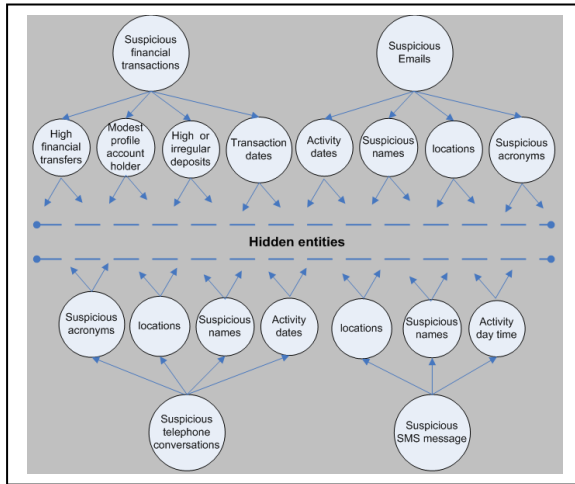 Suspicious
financial
transactions
Suspicious
Emails
High
financial
transfers
Modest
profile
account
holder
High or
irregular
deposits
Transaction
dates
Activity
dates
Suspicious
names
locations
Suspicious
acronyms
Hidden entities
Suspicious
acronyms
locations
Suspicious
names
Activity
dates
locations
Suspicious
names
Activity
day time
Suspicious
telephone
conversations
Suspicious
SMS message